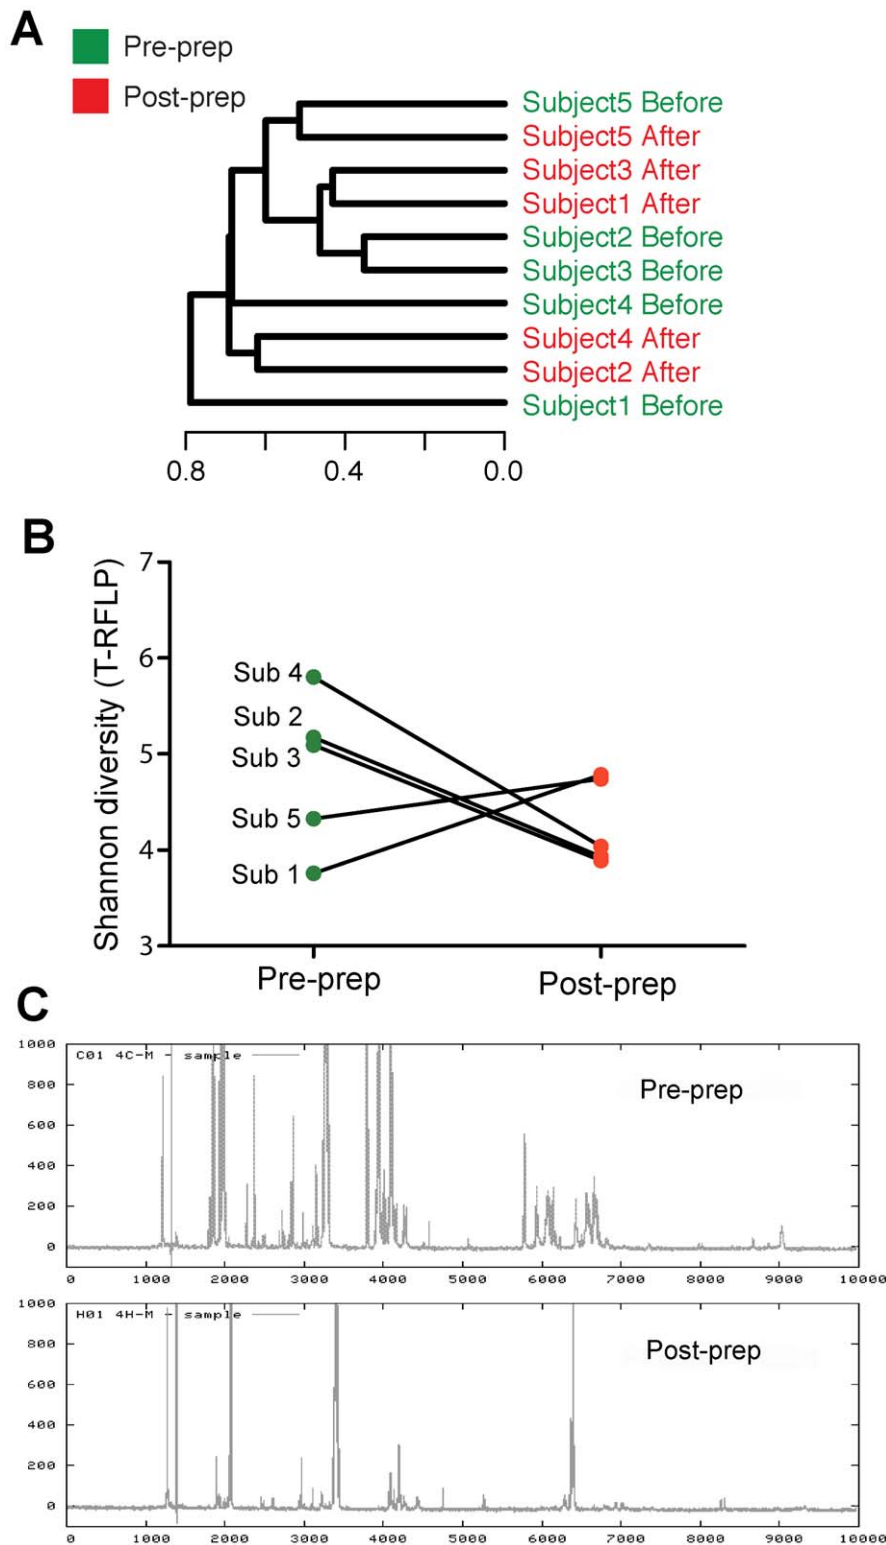 A
Pre-prep
Post-prep
Subject5 Before
Subject5 After
Subject3 After
Subject1 After
Subject2 Before
Subject3 Before
Subject4 Before
Subject4 After
Subject2 After
Subject1 Before
0.8 0.4 0.0
B
Shannon diversity (T-RFLP)
7
6
5
4
3
Sub 4
Sub 2
Sub 3
Sub 5
Sub 1
Pre-prep Post-prep
C
1000
800
600
400
200
0
C01 4C-M - sample
Pre-prep
0 1000 2000 3000 4000 5000 6000 7000 8000 9000 10000
1000
800
600
400
200
0
H01 4H-M - sample
Post-prep
0 1000 2000 3000 4000 5000 6000 7000 8000 9000 10000